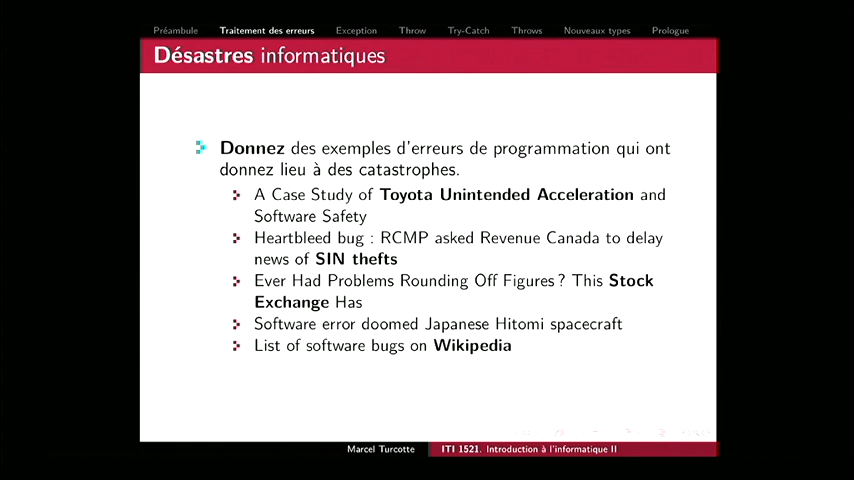 Préambule Traitement des erreurs Exception Throw Try-Catch Throws Nouveaux types Prologue
Désastres informatiques
Donnez des exemples d'erreurs de programmation qui ont
donnez lieu à des catastrophes.
A Case Study of Toyota Unintended Acceleration and
Software Safety
Heartbleed bug : RCMP asked Revenue Canada to delay
news of SIN thefts
Ever Had Problems Rounding Off Figures ? This Stock
Exchange Has
Software error doomed Japanese Hitomi spacecraft
List of software bugs on Wikipedia
Marcel Turcotte ITI 1521. Introduction à l'informatique II